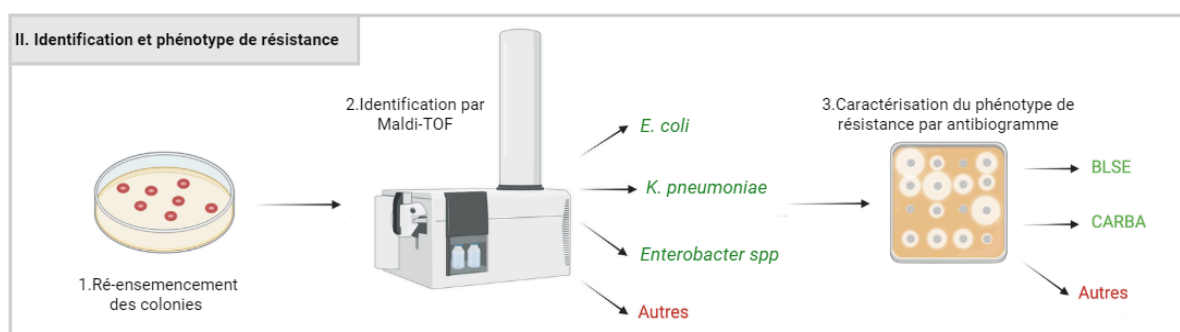 II. Identification et phénotype de résistance
1.Ré-ensemencement
des colonies
2.Identification par
Maldi-TOF
E. coli
K. pneumoniae
Enterobacter spp
Autres
3.Caractérisation du phénotype de
résistance par antibiogramme
BLSE
CARBA
Autres